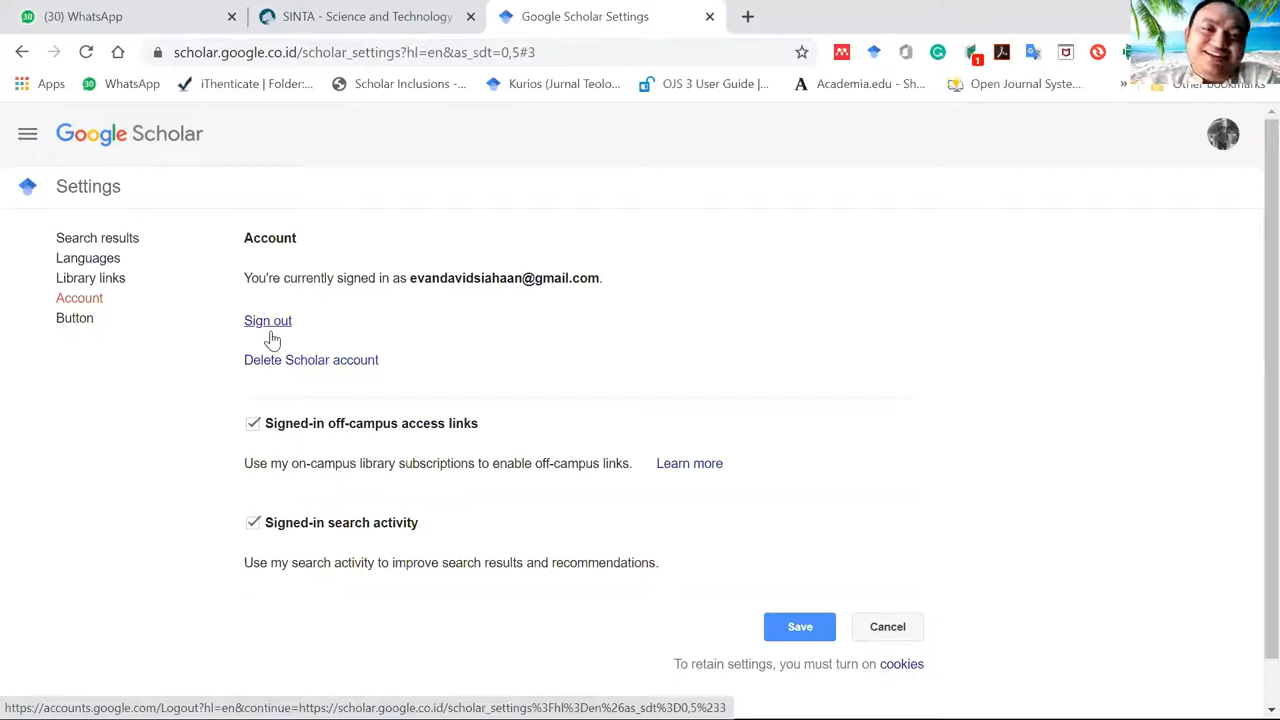 (30) WhatsApp
SINTA - Science and Technology
Google Scholar Settings
scholar.google.co.id/scholar_settings?hl=en&as_sdt=0,5#3
1
Apps
30 WhatsApp
iThenticate | Folder:...
Scholar Inclusions -...
Kurios (Jurnal Teolo...
OJS 3 User Guide |...
Academia.edu - Sh...
Open Journal System...
Other bookmarks
Google Scholar
Settings
Search results
Languages
Library links
Account
Button
Account
You're currently signed in as evandavidsiahaan@gmail.com.
Sign out
Delete Scholar account
Signed-in off-campus access links
Use my on-campus library subscriptions to enable off-campus links. Learn more
Signed-in search activity
Use my search activity to improve search results and recommendations.
Save
Cancel
To retain settings, you must turn on cookies
https://accounts.google.com/Logout?hl=en&continue=https://scholar.google.co.id/scholar_settings%3Fhl%3Den%26as_sdt%3D0,5%233